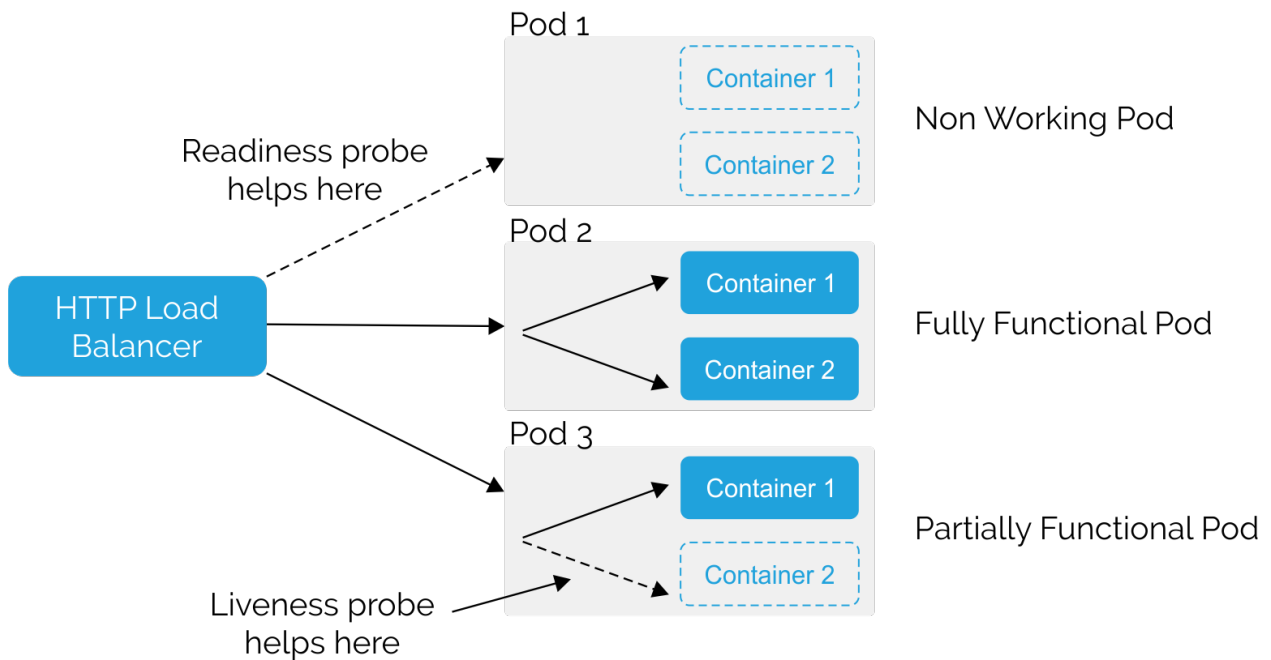 Pod 1
Container 1
Non Working Pod
Readiness probe
helps here
Container 2
Pod 2
Container 1
HTTP Load
Balancer
Fully Functional Pod
Container 2
Pod 3
Container 1
Partially Functional Pod
Container 2
Liveness probe
helps here